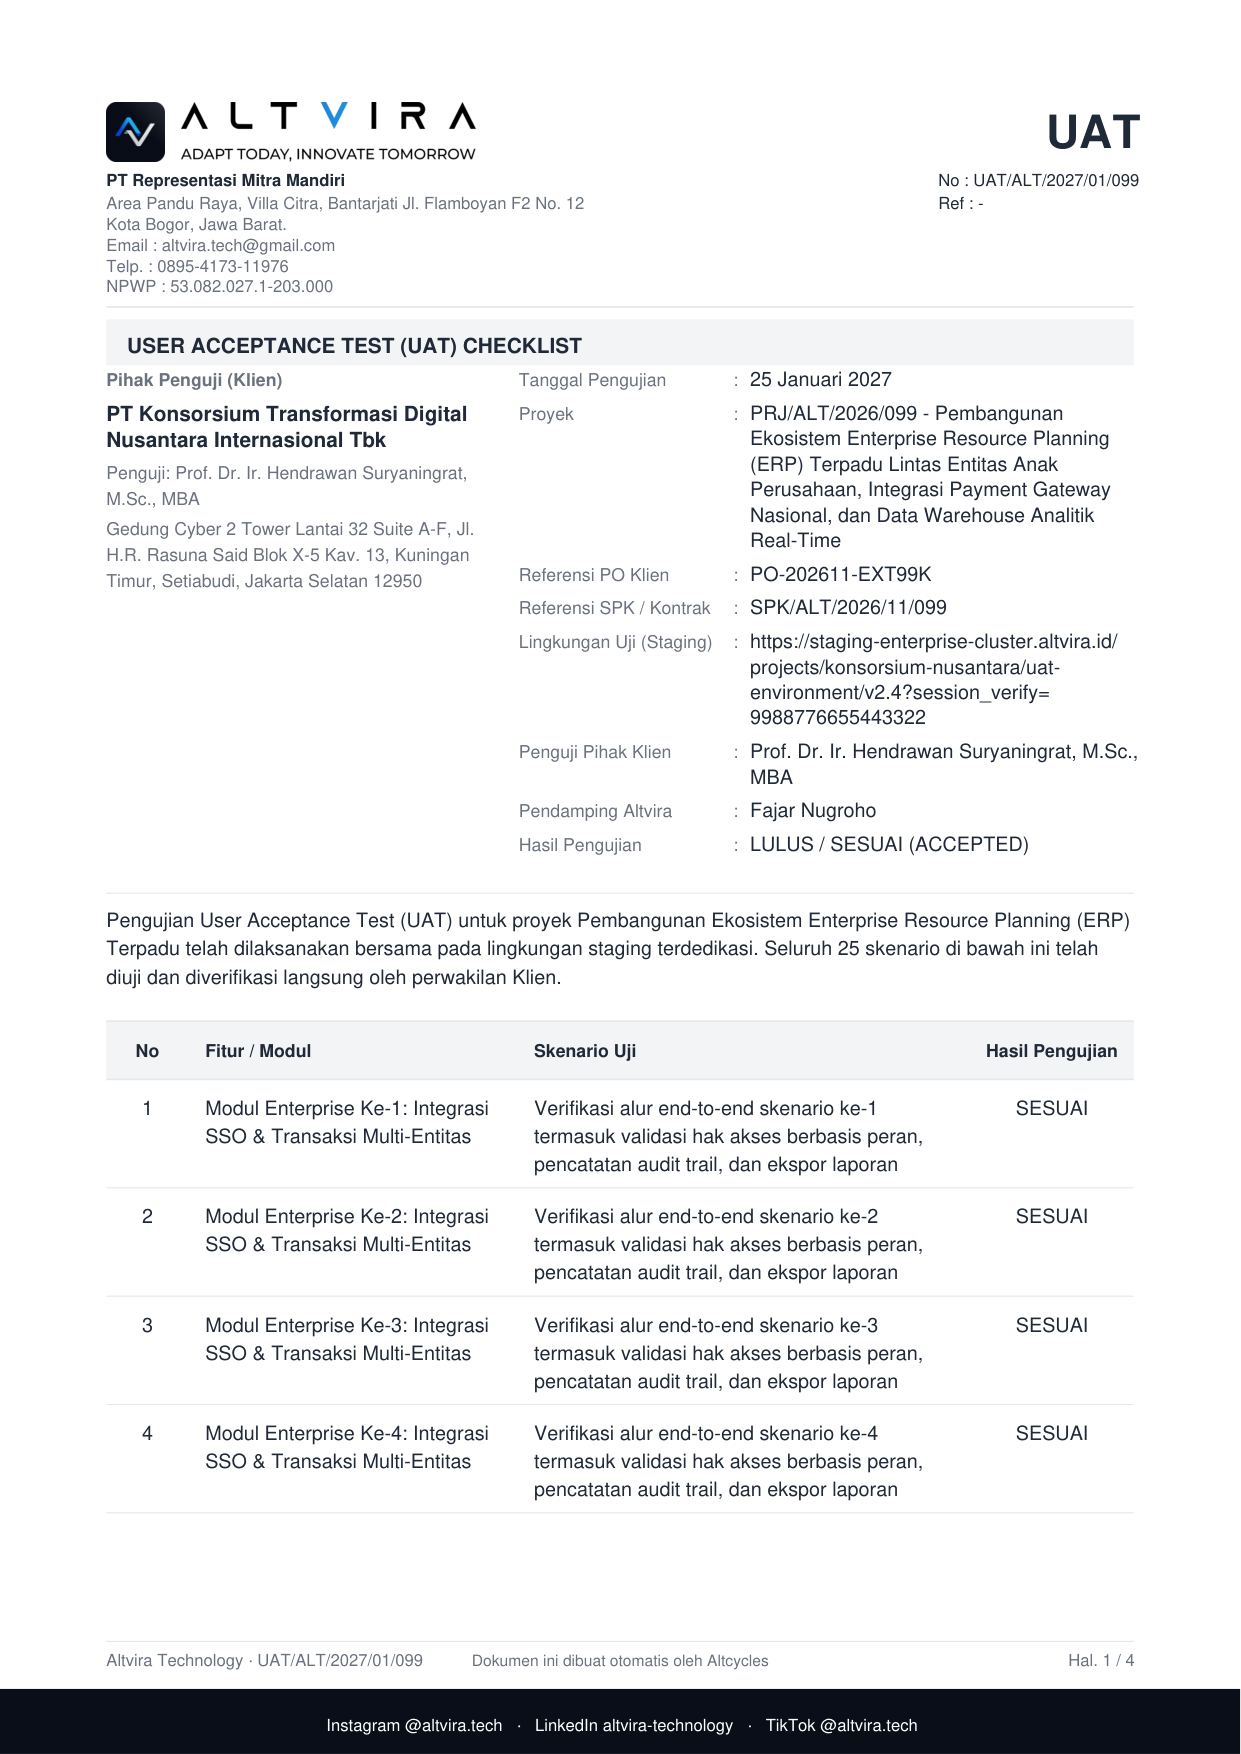 ALTVIRA
ADAPT TODAY, INNOVATE TOMORROW
UAT
PT Representasi Mitra Mandiri
Area Pandu Raya, Villa Citra, Bantarjati Jl. Flamboyan F2 No. 12
Kota Bogor, Jawa Barat.
Email : altvira.tech@gmail.com
Telp. : 0895-4173-11976
NPWP : 53.082.027.1-203.000
No : UAT/ALT/2027/01/099
Ref : -
USER ACCEPTANCE TEST (UAT) CHECKLIST
Pihak Penguji (Klien)
PT Konsorsium Transformasi Digital
Nusantara Internasional Tbk
Penguji: Prof. Dr. Ir. Hendrawan Suryaningrat,
M.Sc., MBA
Gedung Cyber 2 Tower Lantai 32 Suite A-F, Jl.
H.R. Rasuna Said Blok X-5 Kav. 13, Kuningan
Timur, Setiabudi, Jakarta Selatan 12950
Tanggal Pengujian : 25 Januari 2027
Proyek : PRJ/ALT/2026/099 - Pembangunan
Ekosistem Enterprise Resource Planning
(ERP) Terpadu Lintas Entitas Anak
Perusahaan, Integrasi Payment Gateway
Nasional, dan Data Warehouse Analitik
Real-Time
Referensi PO Klien : PO-202611-EXT99K
Referensi SPK / Kontrak : SPK/ALT/2026/11/099
Lingkungan Uji (Staging) : https://staging-enterprise-cluster.altvira.id/
projects/konsorsium-nusantara/uat-
environment/v2.4?session_verify=
9988776655443322
Penguji Pihak Klien : Prof. Dr. Ir. Hendrawan Suryaningrat, M.Sc.,
MBA
Pendamping Altvira : Fajar Nugroho
Hasil Pengujian : LULUS / SESUAI (ACCEPTED)
Pengujian User Acceptance Test (UAT) untuk proyek Pembangunan Ekosistem Enterprise Resource Planning (ERP)
Terpadu telah dilaksanakan bersama pada lingkungan staging terdedikasi. Seluruh 25 skenario di bawah ini telah
diuji dan diverifikasi langsung oleh perwakilan Klien.
No Fitur / Modul Skenario Uji Hasil Pengujian
1 Modul Enterprise Ke-1: Integrasi Verifikasi alur end-to-end skenario ke-1 SESUAI
SSO & Transaksi Multi-Entitas termasuk validasi hak akses berbasis peran,
pencatatan audit trail, dan ekspor laporan
2 Modul Enterprise Ke-2: Integrasi Verifikasi alur end-to-end skenario ke-2 SESUAI
SSO & Transaksi Multi-Entitas termasuk validasi hak akses berbasis peran,
pencatatan audit trail, dan ekspor laporan
3 Modul Enterprise Ke-3: Integrasi Verifikasi alur end-to-end skenario ke-3 SESUAI
SSO & Transaksi Multi-Entitas termasuk validasi hak akses berbasis peran,
pencatatan audit trail, dan ekspor laporan
4 Modul Enterprise Ke-4: Integrasi Verifikasi alur end-to-end skenario ke-4 SESUAI
SSO & Transaksi Multi-Entitas termasuk validasi hak akses berbasis peran,
pencatatan audit trail, dan ekspor laporan
Altvira Technology · UAT/ALT/2027/01/099 Dokumen ini dibuat otomatis oleh Altcycles Hal. 1 / 4
Instagram @altvira.tech · LinkedIn altvira-technology · TikTok @altvira.tech